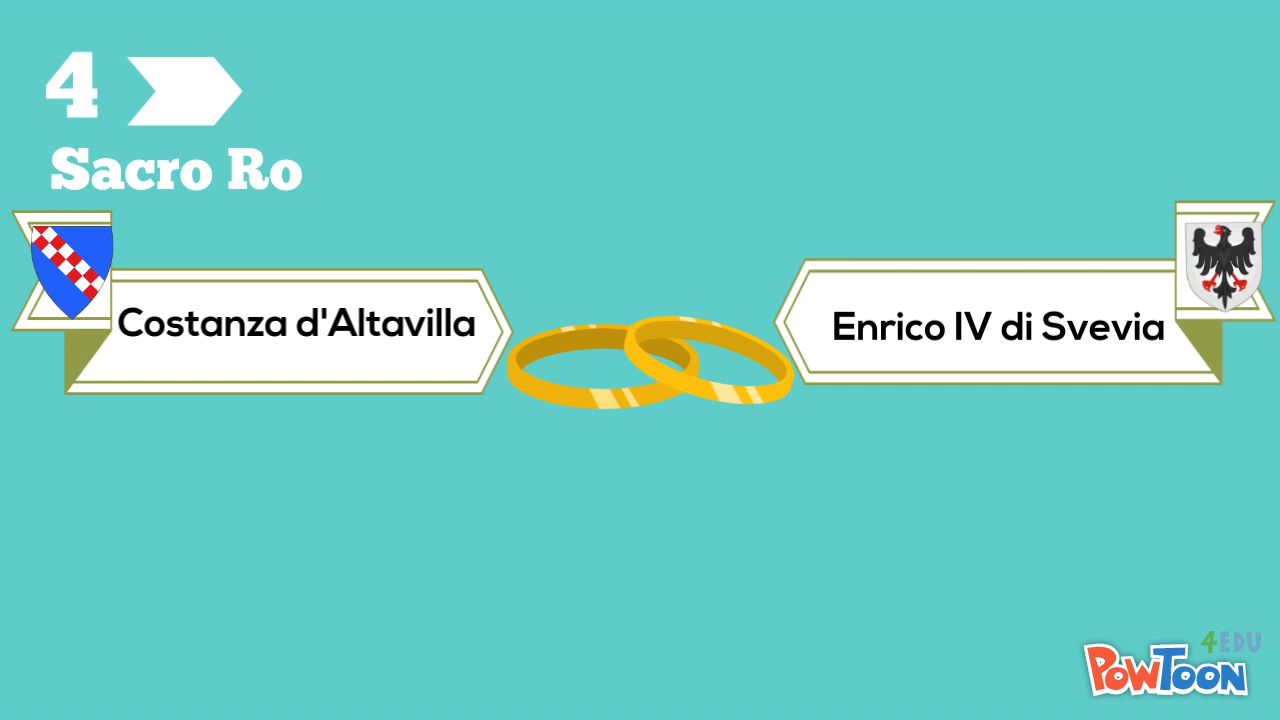 4
Sacro Ro
Costanza d'Altavilla
Enrico IV di Svevia
4EDU
POWTOON